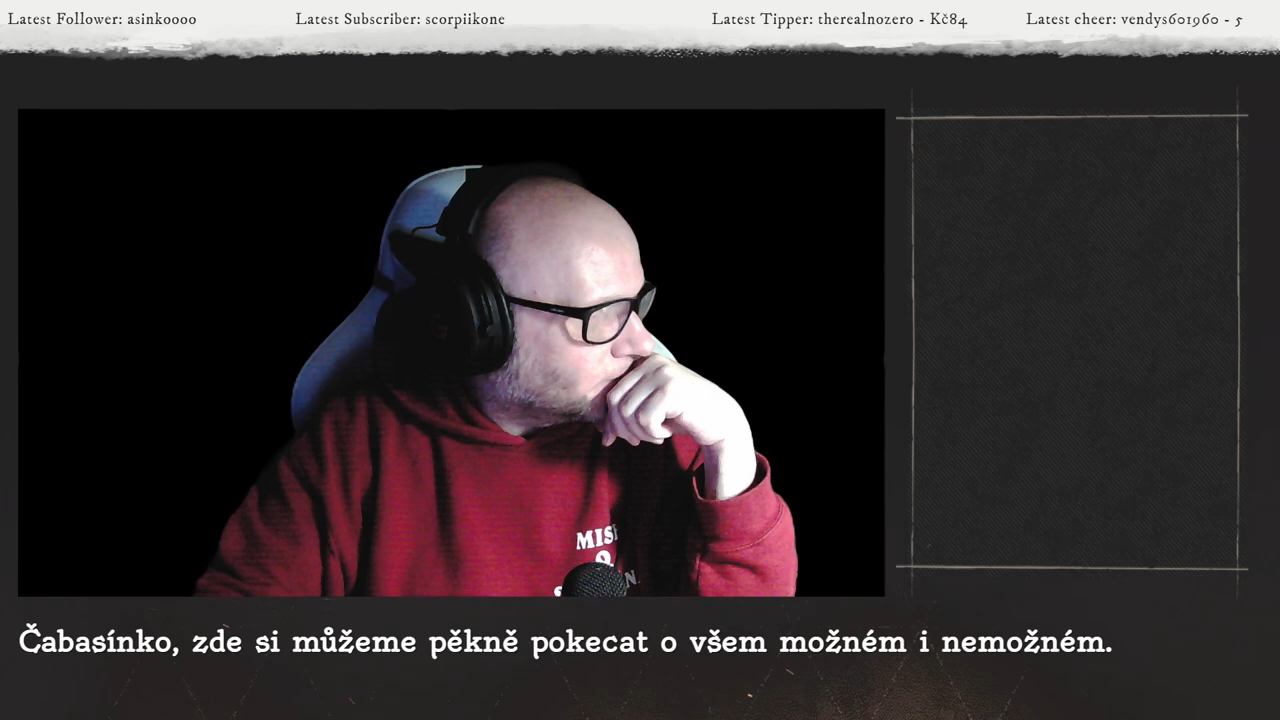 Latest Follower: asinkoooo
Latest Subscriber: scorpiikone
Latest Tipper: therealnozero - Kč84
Latest cheer: vendys601960 - 5
Čabasínko, zde si můžeme pěkně pokecat o všem možném i nemožném.